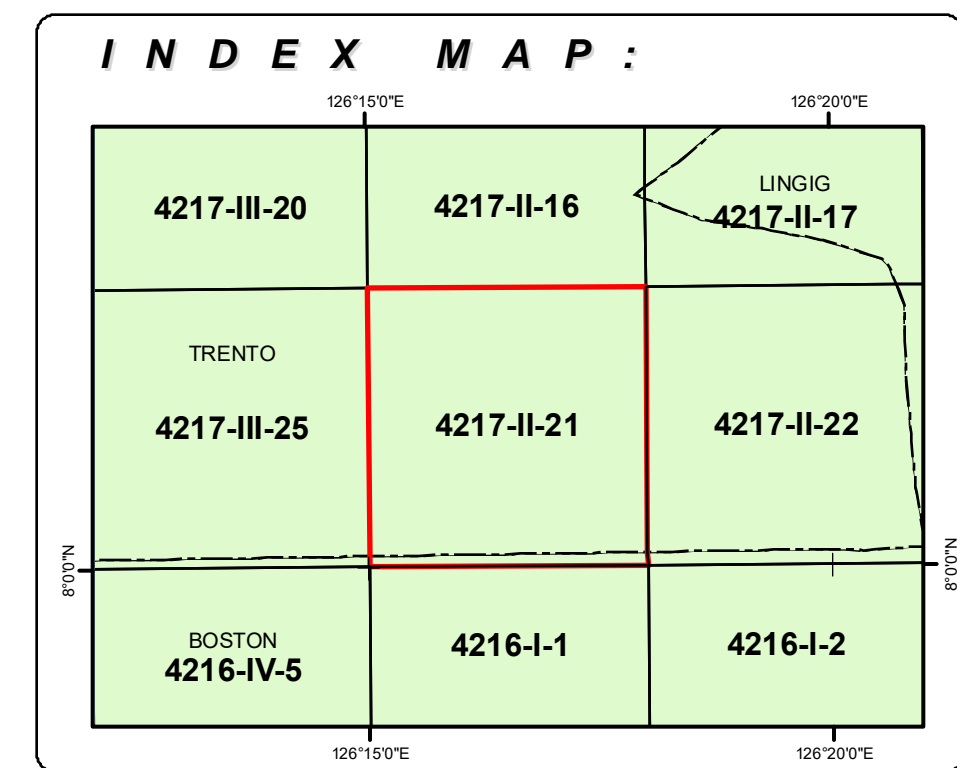 INDEX MAP:
126°15'0"E 126°20'0"E
LINGIG
4217-III-20 4217-II-16 4217-II-17
TRENTO
4217-III-25 4217-II-21 4217-II-22
8°0'0"N 8°0'0"N
BOSTON
4216-IV-5 4216-I-1 4216-I-2
126°15'0"E 126°20'0"E